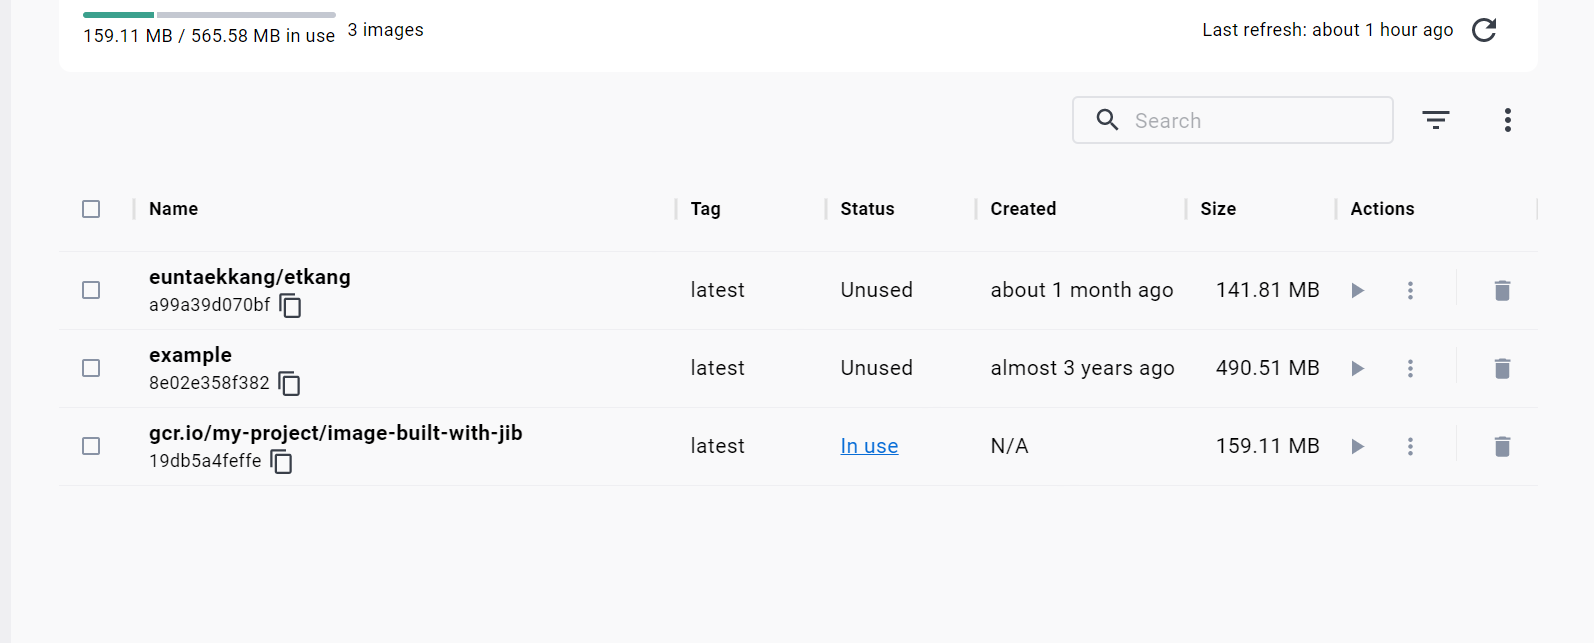 159.11 MB / 565.58 MB in use 3 images Last refresh: about 1 hour ago
Search
Name Tag Status Created Size Actions
euntaekkang/etkang
a99a39d070bf
latest Unused about 1 month ago 141.81 MB
example
8e02e358f382
latest Unused almost 3 years ago 490.51 MB
gcr.io/my-project/image-built-with-jib
19db5a4feffe
latest In use N/A 159.11 MB